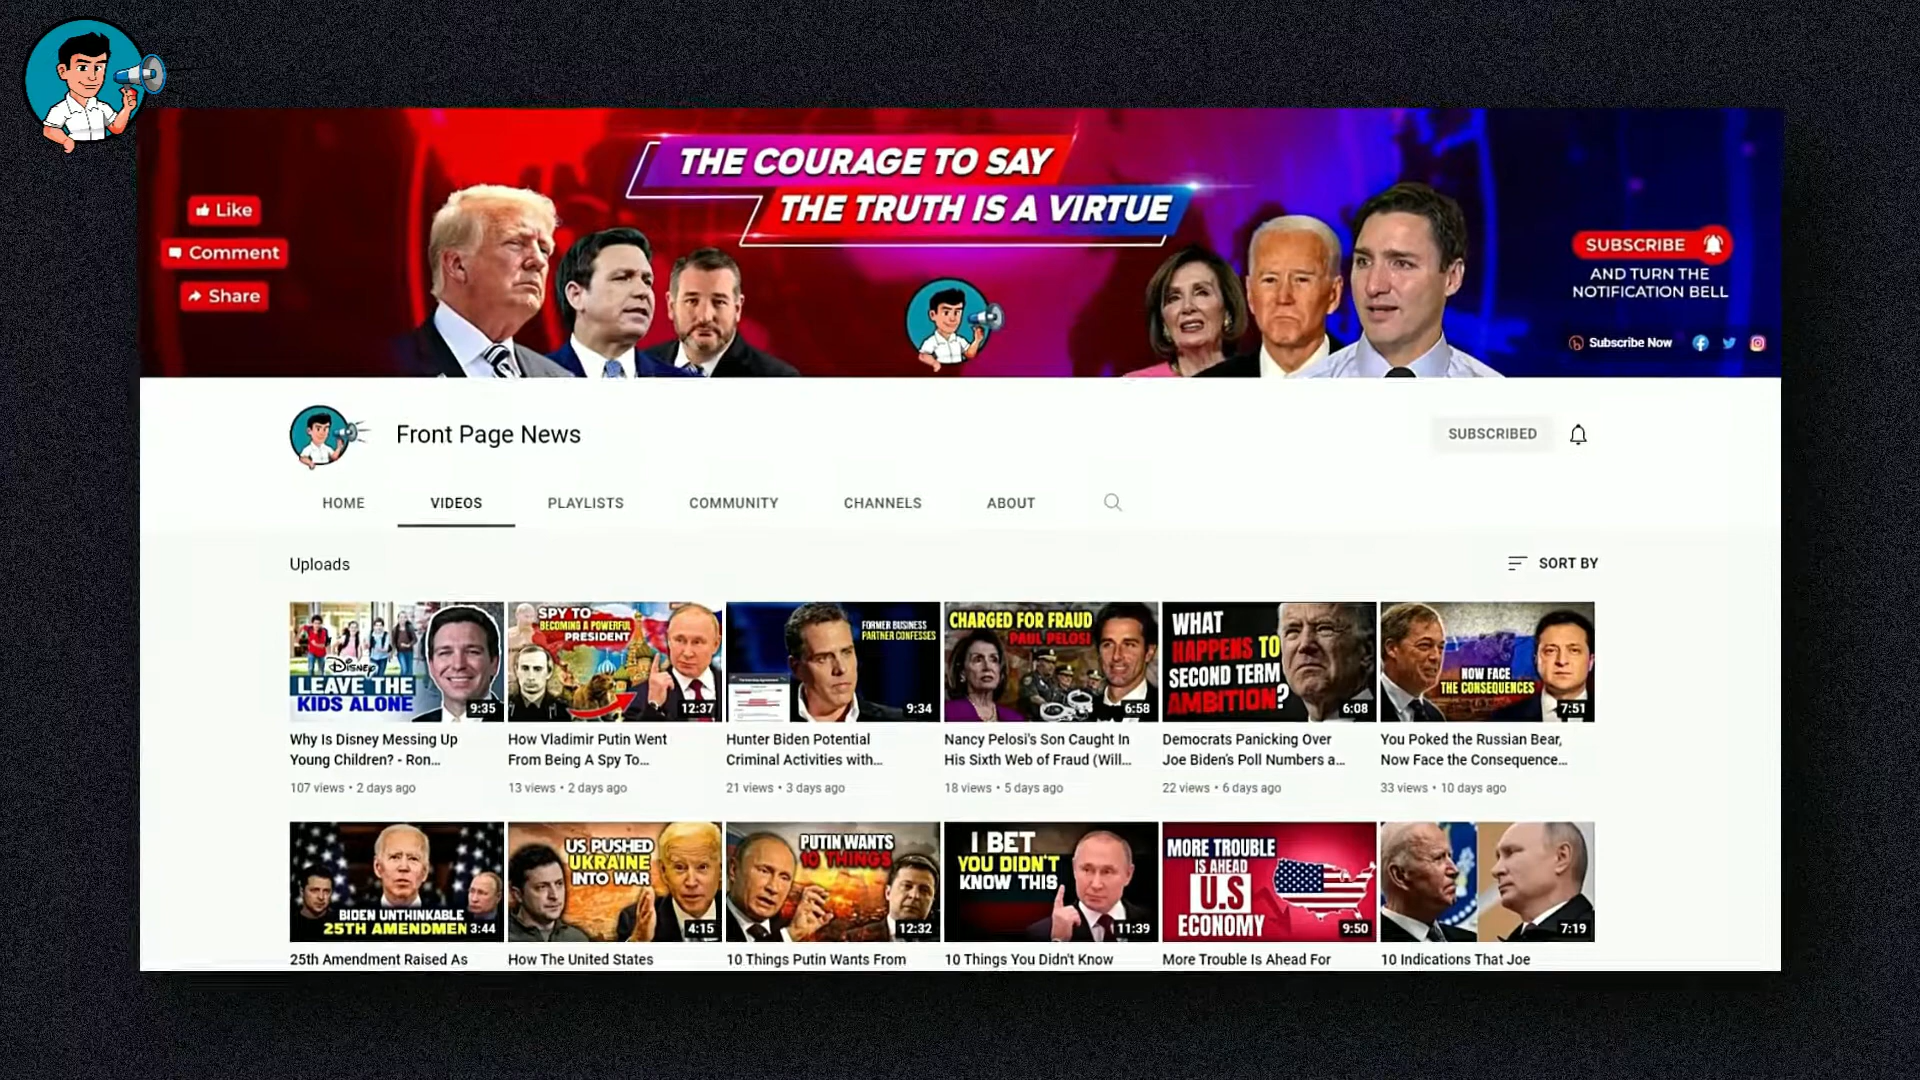 THE COURAGE TO SAY
THE TRUTH IS A VIRTUE
Like
Comment
Share
SUBSCRIBE
AND TURN THE
NOTIFICATION BELL
Subscribe Now
Front Page News
SUBSCRIBED
HOME VIDEOS PLAYLISTS COMMUNITY CHANNELS ABOUT
Uploads
SORT BY
DISNEY
LEAVE THE
KIDS ALONE
9:35
SPY TO
BECOMING A POWERFUL
PRESIDENT
12:37
FORMER BUSINESS
PARTNER CONFESSES
9:34
CHARGED FOR FRAUD
PAUL PELOSI
6:58
WHAT
HAPPENS TO
SECOND TERM
AMBITION?
6:08
NOW FACE
THE CONSEQUENCES
7:51
Why Is Disney Messing Up
Young Children? - Ron...
107 views • 2 days ago
How Vladimir Putin Went
From Being A Spy To...
13 views • 2 days ago
Hunter Biden Potential
Criminal Activities with...
21 views • 3 days ago
Nancy Pelosi's Son Caught In
His Sixth Web of Fraud (Will...
18 views • 5 days ago
Democrats Panicking Over
Joe Biden's Poll Numbers a...
22 views • 6 days ago
You Poked the Russian Bear,
Now Face the Consequence...
33 views • 10 days ago
BIDEN UNTHINKABLE
25TH AMENDMEN
3:44
US PUSHED
UKRAINE
INTO WAR
4:15
PUTIN WANTS
10 THINGS
12:32
I BET
YOU DIDN'T
KNOW THIS
11:39
MORE TROUBLE
IS AHEAD
U.S
ECONOMY
9:50
7:19
25th Amendment Raised As
How The United States
10 Things Putin Wants From
10 Things You Didn't Know
More Trouble Is Ahead For
10 Indications That Joe